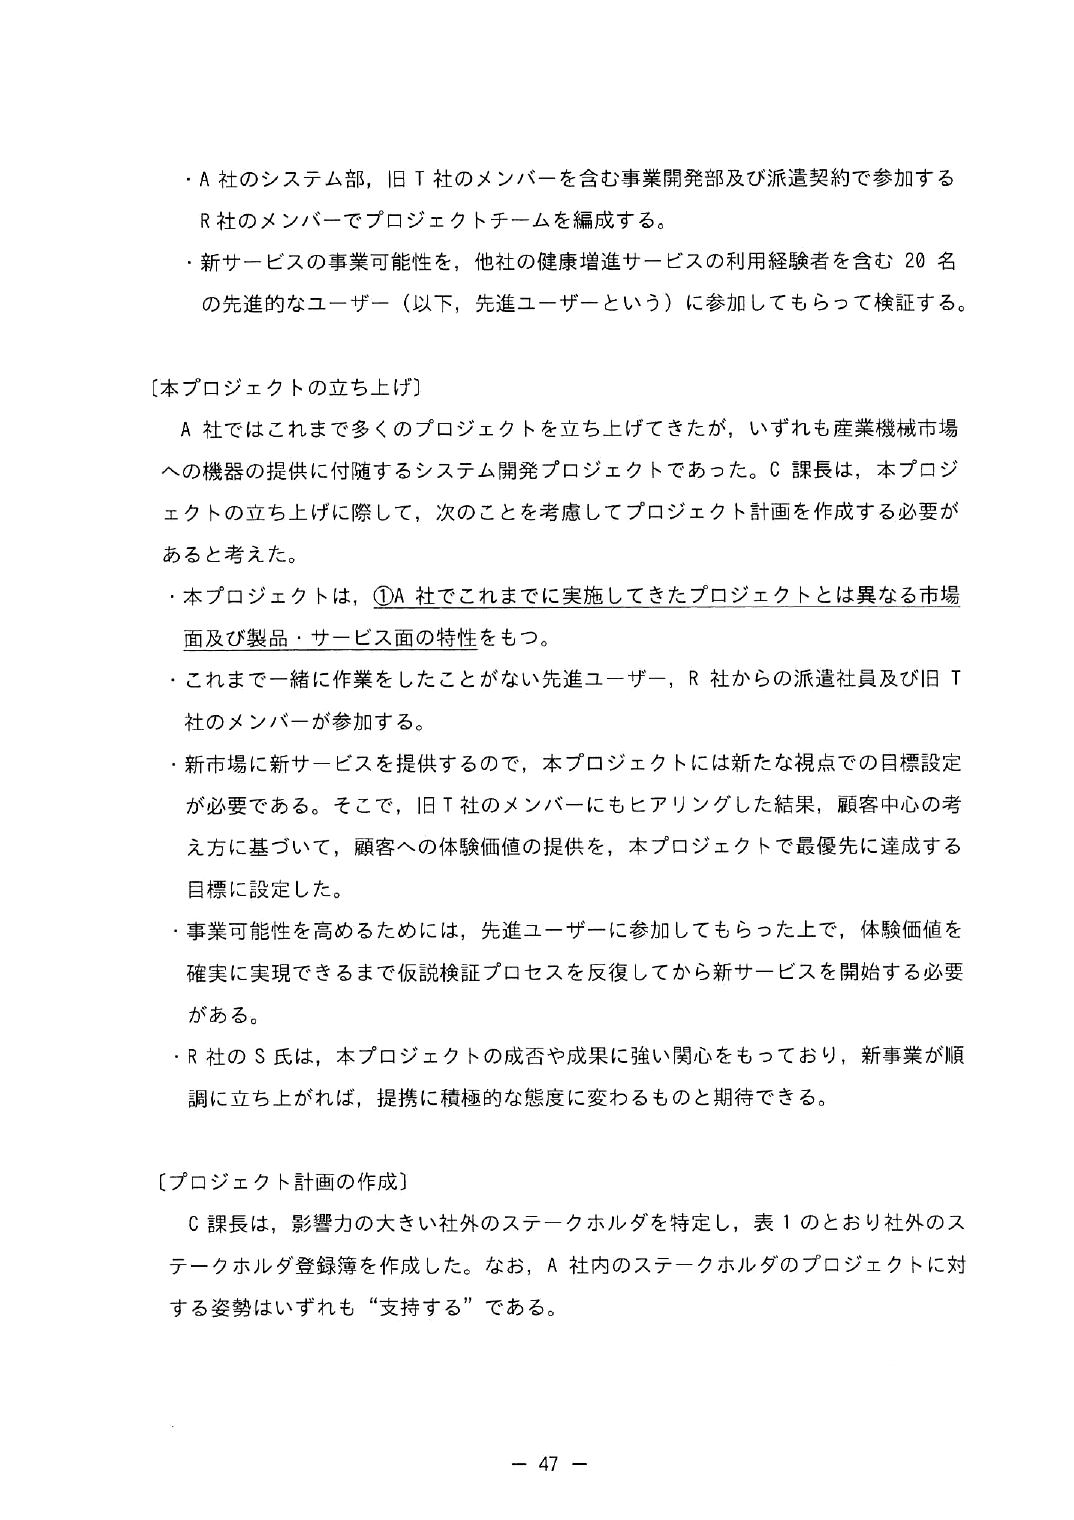 ・A 社のシステム部，旧 T 社のメンバーを含む事業開発部及び派遣契約で参加する
R 社のメンバーでプロジェクトチームを編成する。
・新サービスの事業可能性を，他社の健康増進サービスの利用経験者を含む 20 名
の先進的なユーザー（以下，先進ユーザーという）に参加してもらって検証する。
〔本プロジェクトの立ち上げ〕
A 社ではこれまで多くのプロジェクトを立ち上げてきたが，いずれも産業機械市場
への機器の提供に付随するシステム開発プロジェクトであった。C 課長は，本プロジ
ェクトの立ち上げに際して，次のことを考慮してプロジェクト計画を作成する必要が
あると考えた。
・本プロジェクトは，①A 社でこれまでに実施してきたプロジェクトとは異なる市場
面及び製品・サービス面の特性をもつ。
・これまで一緒に作業をしたことがない先進ユーザー，R 社からの派遣社員及び旧 T
社のメンバーが参加する。
・新市場に新サービスを提供するので，本プロジェクトには新たな視点での目標設定
が必要である。そこで，旧 T 社のメンバーにもヒアリングした結果，顧客中心の考
え方に基づいて，顧客への体験価値の提供を，本プロジェクトで最優先に達成する
目標に設定した。
・事業可能性を高めるためには，先進ユーザーに参加してもらった上で，体験価値を
確実に実現できるまで仮説検証プロセスを反復してから新サービスを開始する必要
がある。
・R 社の S 氏は，本プロジェクトの成否や成果に強い関心をもっており，新事業が順
調に立ち上がれば，提携に積極的な態度に変わるものと期待できる。
〔プロジェクト計画の作成〕
C 課長は，影響力の大きい社外のステークホルダを特定し，表 1 のとおり社外のス
テークホルダ登録簿を作成した。なお，A 社内のステークホルダのプロジェクトに対
する姿勢はいずれも“支持する”である。
－ 47 －